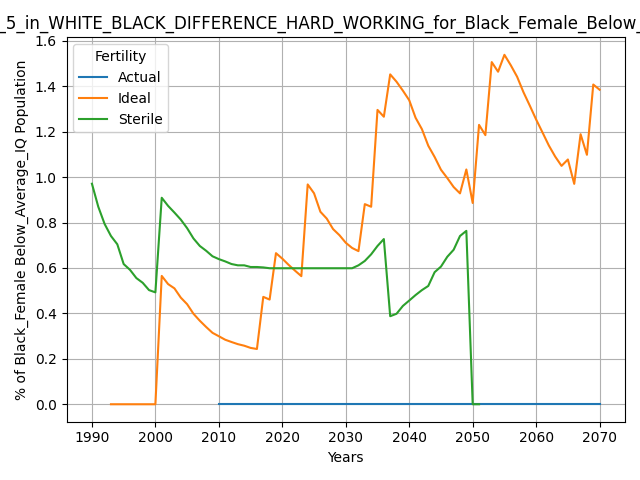 _5_in_WHITE_BLACK_DIFFERENCE_HARD_WORKING_for_Black_Female_Below_
Fertility
Actual
Ideal
Sterile
% of Black_Female Below_Average_IQ Population
1.6
1.4
1.2
1.0
0.8
0.6
0.4
0.2
0.0
1990 2000 2010 2020 2030 2040 2050 2060 2070
Years